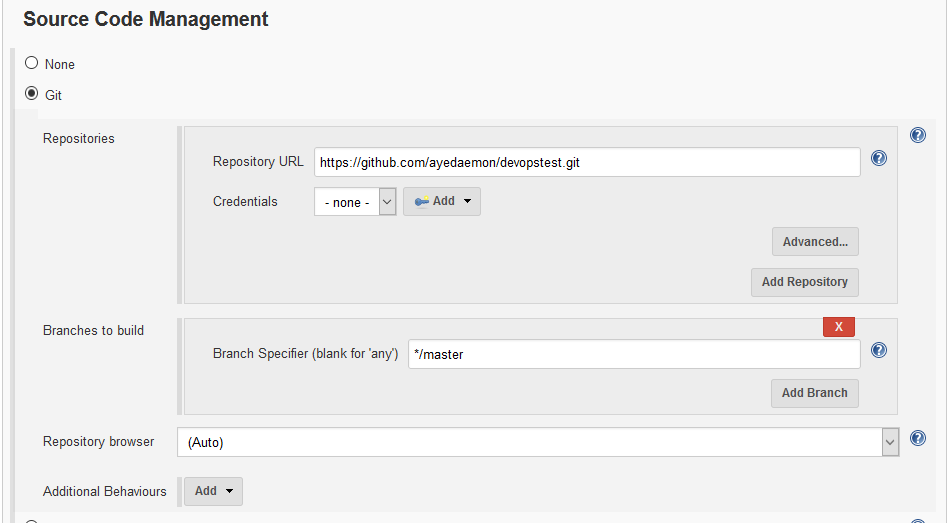 Source Code Management
None
Git
Repositories
Repository URL https://github.com/ayedaemon/devopstest.git
Credentials - none - Add
Advanced...
Add Repository
Branches to build
X
Branch Specifier (blank for 'any') */master
Add Branch
Repository browser (Auto)
Additional Behaviours Add